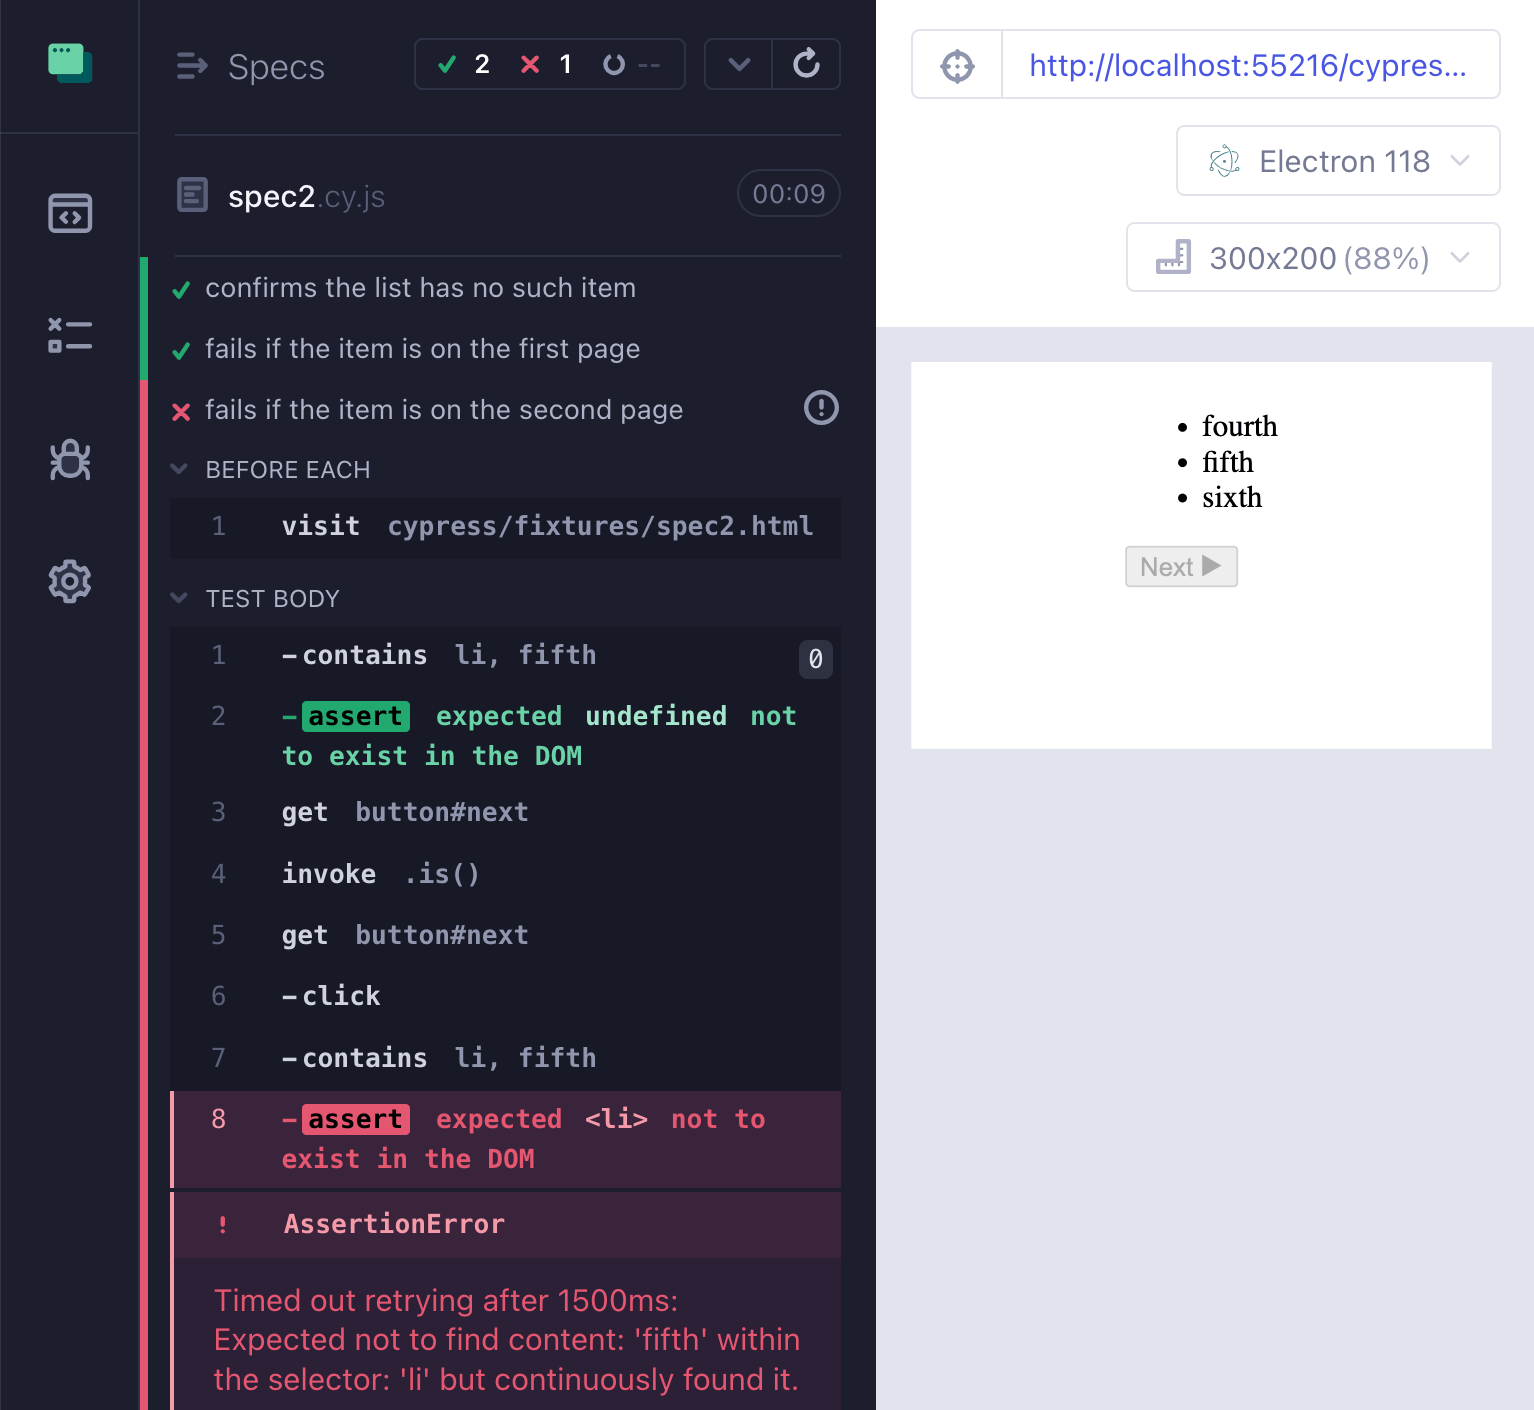 Specs
2
1
--
spec2.cy.js
00:09
confirms the list has no such item
fails if the item is on the first page
fails if the item is on the second page
BEFORE EACH
1 visit cypress/fixtures/spec2.html
TEST BODY
1 -contains li, fifth 0
2 -assert expected undefined not
to exist in the DOM
3 get button#next
4 invoke .is()
5 get button#next
6 -click
7 -contains li, fifth
8 -assert expected <li> not to
exist in the DOM
! AssertionError
Timed out retrying after 1500ms:
Expected not to find content: 'fifth' within
the selector: 'li' but continuously found it.
http://localhost:55216/cypres...
Electron 118
300x200 (88%)
• fourth
• fifth
• sixth
Next ▶